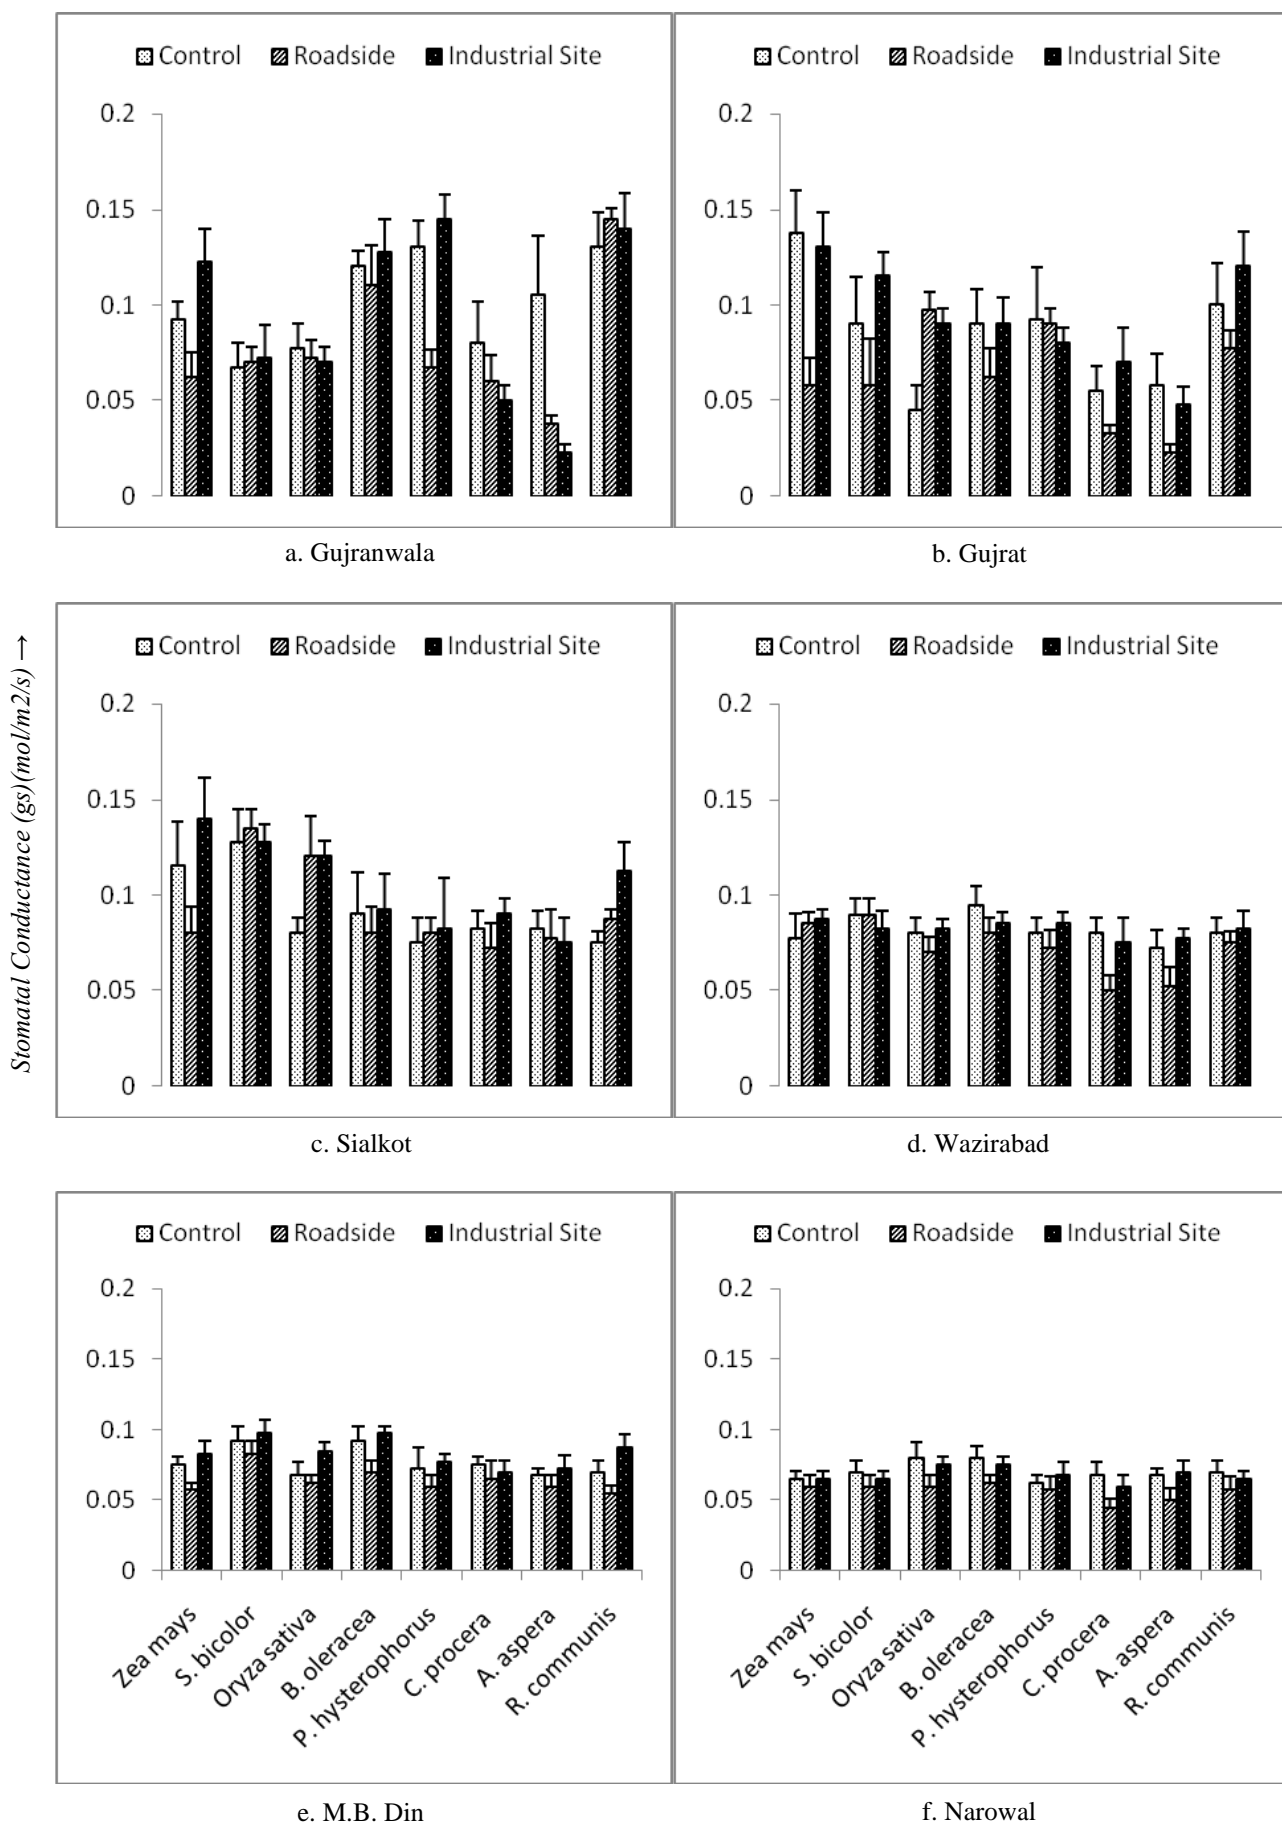 Control Roadside Industrial Site
0.2
0.15
0.1
0.05
0
a. Gujranwala
Control Roadside Industrial Site
0.2
0.15
0.1
0.05
0
b. Gujrat
Stomatal Conductance (gs)(mol/m2/s) →
Control Roadside Industrial Site
0.2
0.15
0.1
0.05
0
c. Sialkot
Control Roadside Industrial Site
0.2
0.15
0.1
0.05
0
d. Wazirabad
Control Roadside Industrial Site
0.2
0.15
0.1
0.05
0
Zea mays
S. bicolor
Oryza sativa
B. oleracea
P. hysterophorus
C. procera
A. aspera
R. communis
e. M.B. Din
Control Roadside Industrial Site
0.2
0.15
0.1
0.05
0
Zea mays
S. bicolor
Oryza sativa
B. oleracea
P. hysterophorus
C. procera
A. aspera
R. communis
f. Narowal